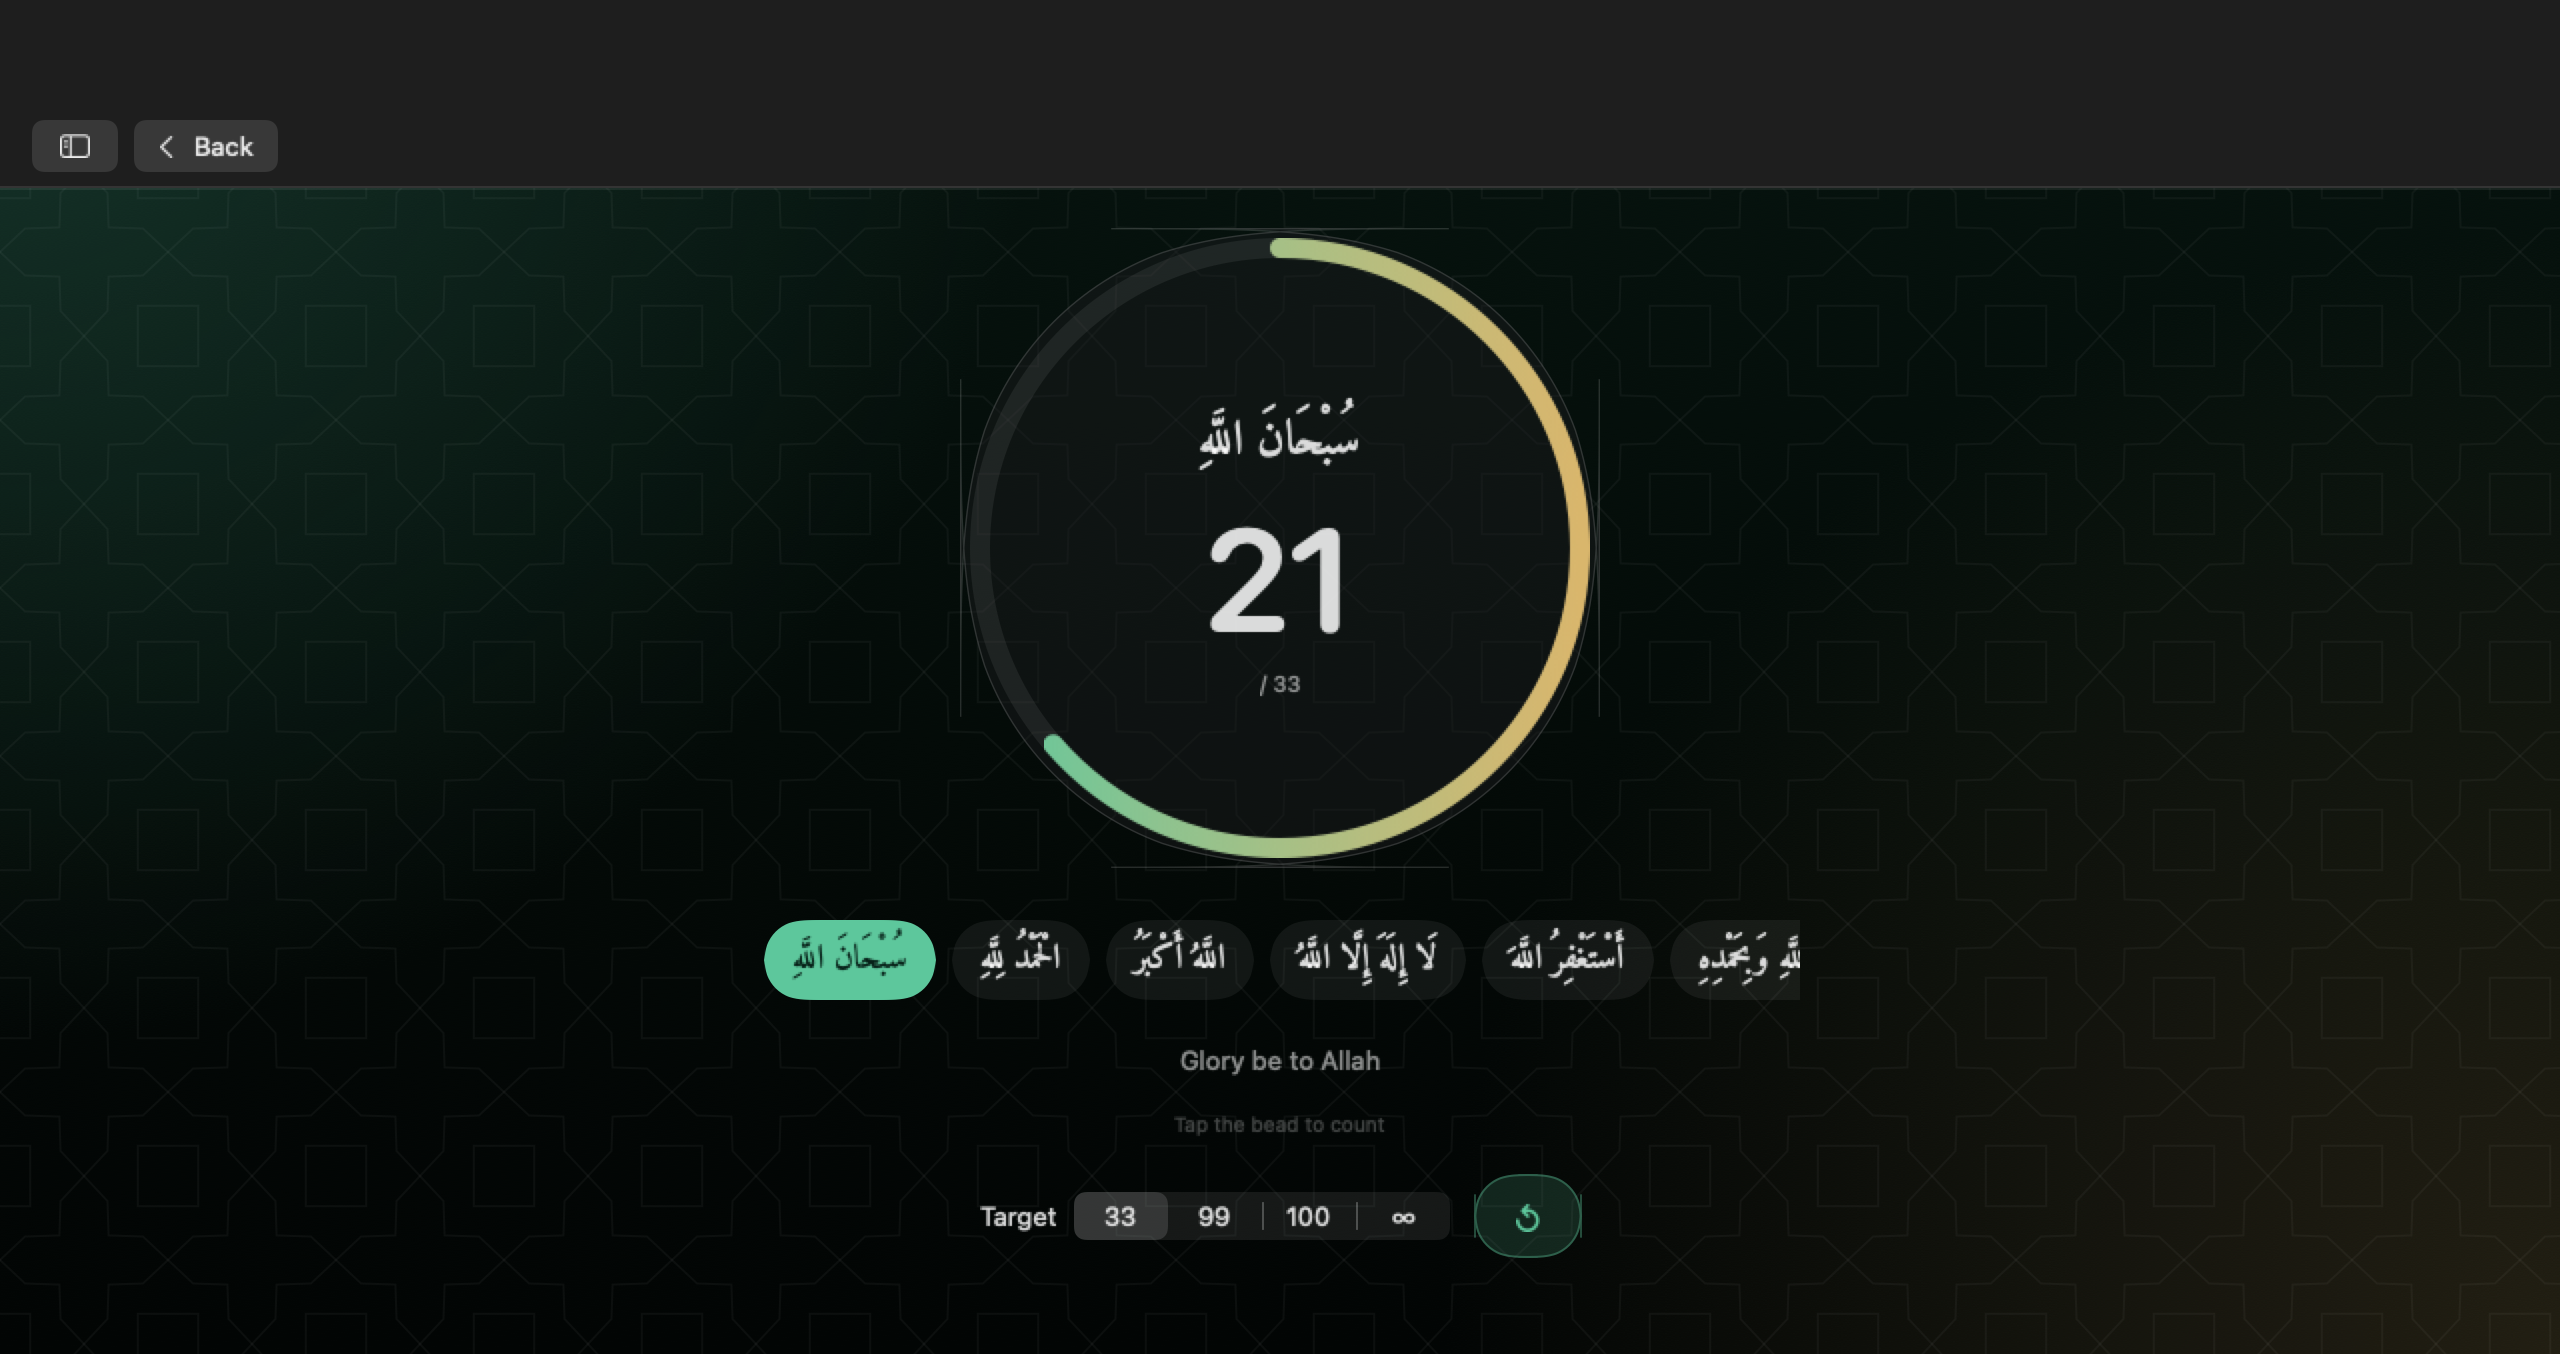 Back
سُبْحَانَ اللَّهِ
21
/ 33
سُبْحَانَ اللَّهِ
الْحَمْدُ لِلَّهِ
اللَّهُ أَكْبَرُ
لَا إِلَهَ إِلَّا اللَّهُ
أَسْتَغْفِرُ اللَّهَ
وَبِحَمْدِهِ
Glory be to Allah
Tap the bead to count
Target 33 99 100 ∞